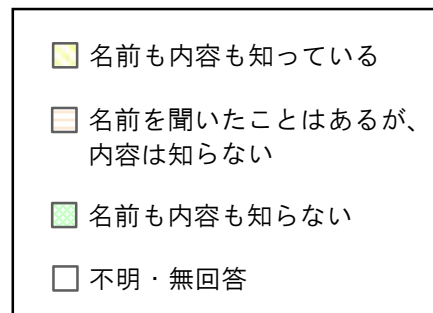 名前も内容も知っている
名前を聞いたことはあるが、
内容は知らない
名前も内容も知らない
不明・無回答